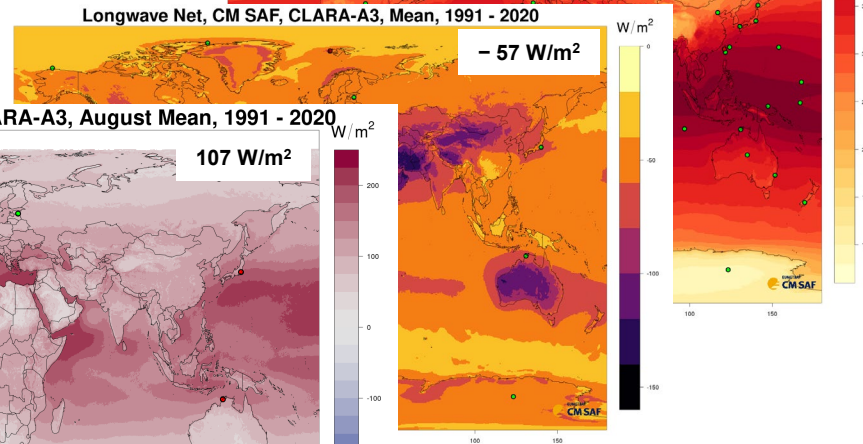 Longwave Net, CM SAF, CLARA-A3, Mean, 1991 - 2020
W/m²
– 57 W/m²
0
-50
-100
-150
100
150
CM SAF
RA-A3, August Mean, 1991 - 2020
W/m²
107 W/m²
200
100
0
-100
100
150
CM SAF